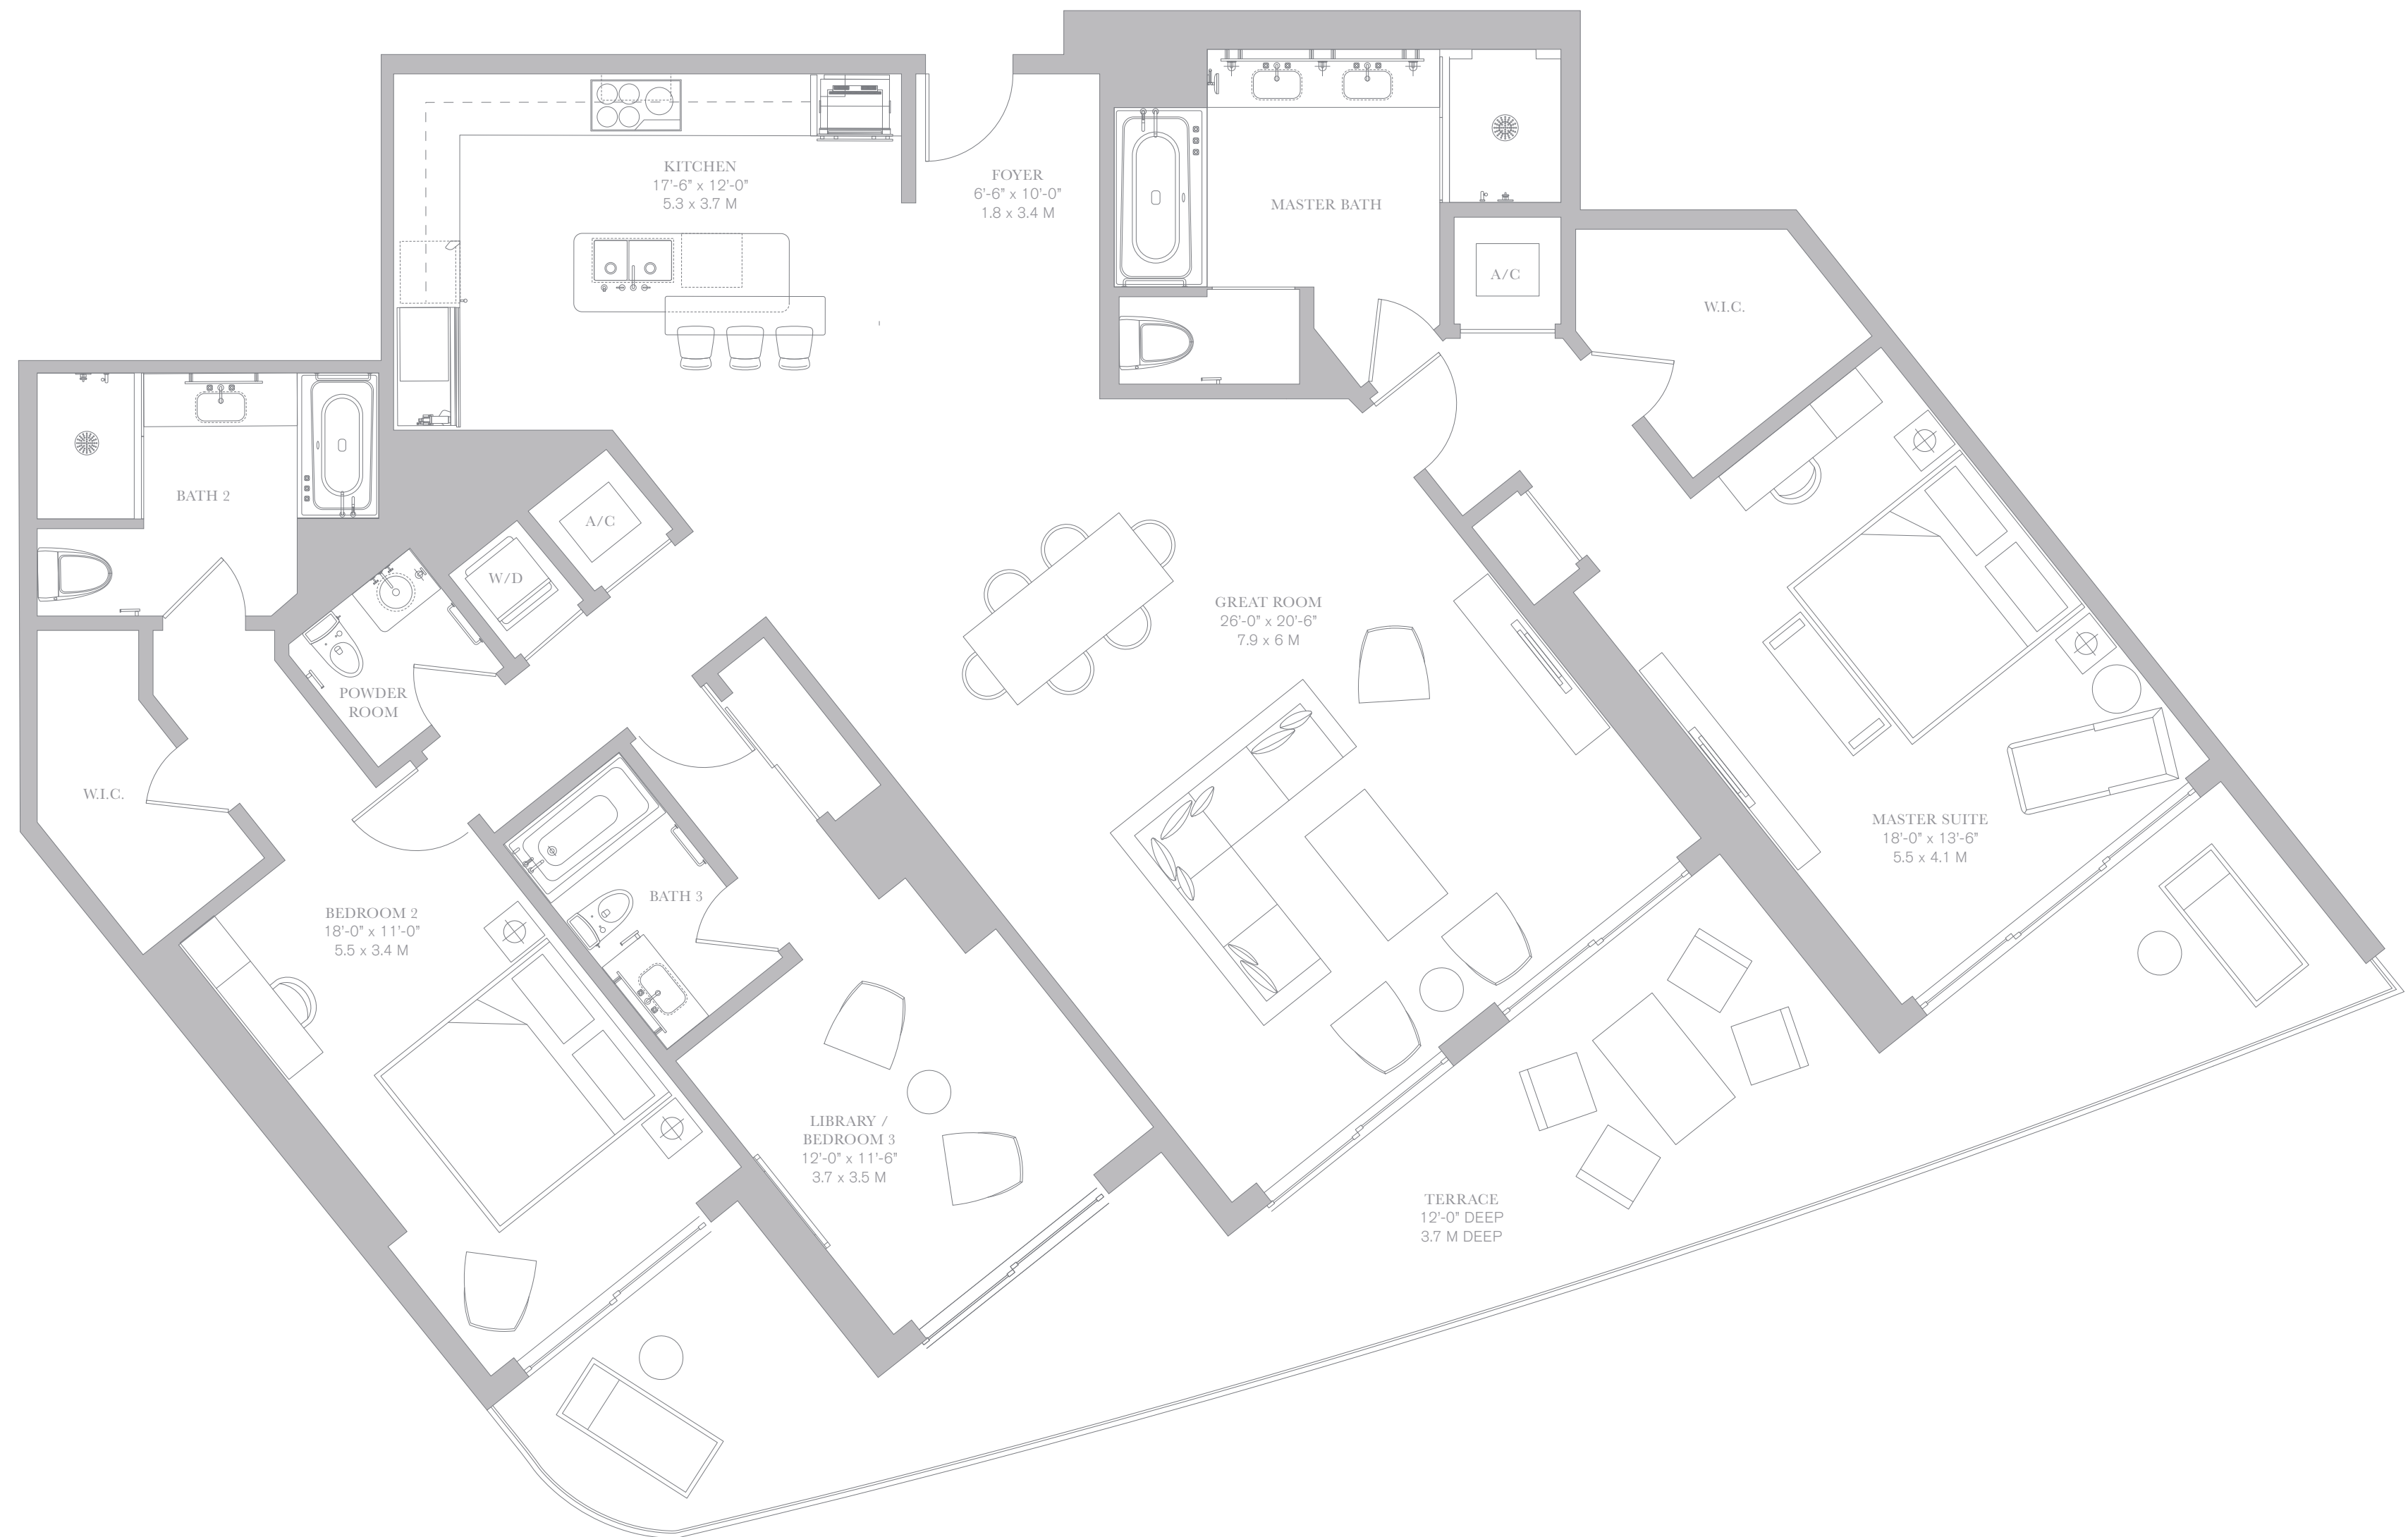 KITCHEN
17'-6" x 12'-0"
5.3 x 3.7 M
FOYER
6'-6" x 10'-0"
1.8 x 3.4 M
MASTER BATH
A/C
W.I.C.
BATH 2
A/C
W/D
GREAT ROOM
26'-0" x 20'-6"
7.9 x 6 M
POWDER
ROOM
W.I.C.
MASTER SUITE
18'-0" x 13'-6"
5.5 x 4.1 M
BATH 3
BEDROOM 2
18'-0" x 11'-0"
5.5 x 3.4 M
LIBRARY /
BEDROOM 3
12'-0" x 11'-6"
3.7 x 3.5 M
TERRACE
12'-0" DEEP
3.7 M DEEP